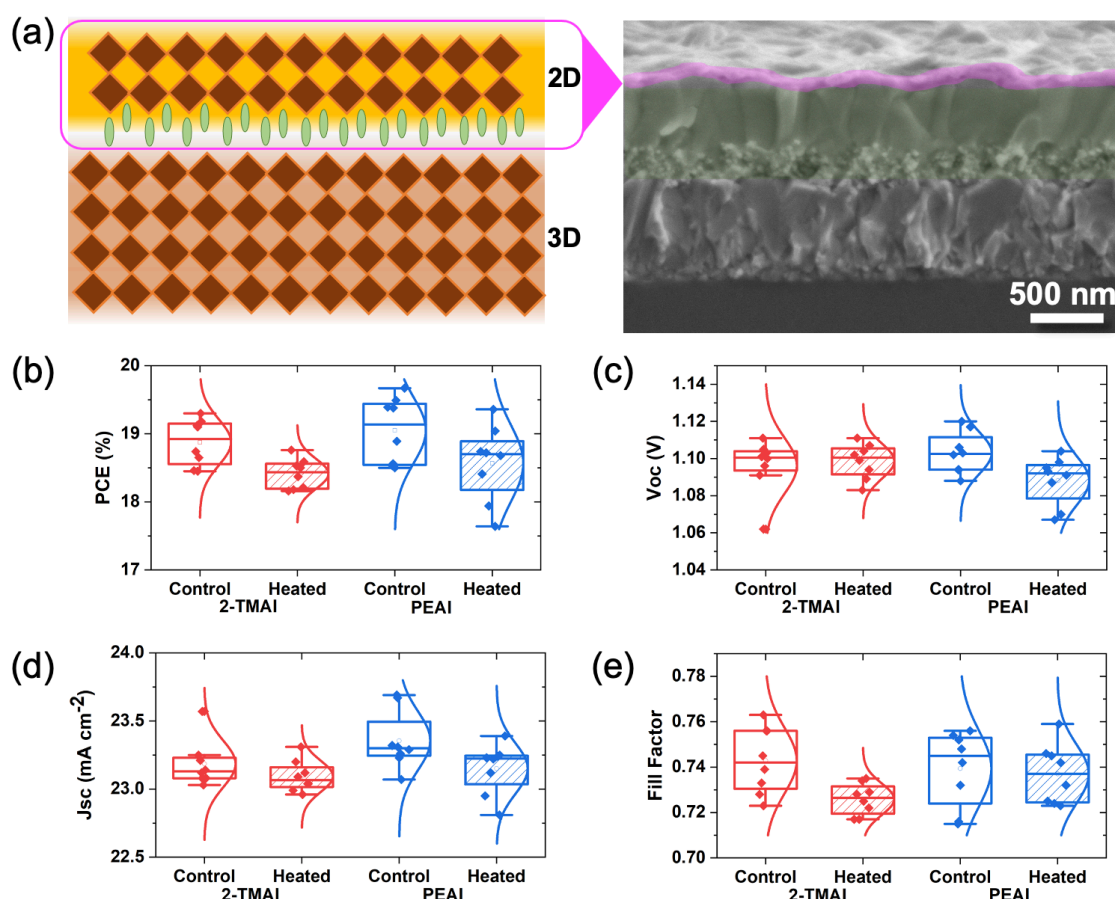 (a)
2D
3D
500 nm
(b)
PCE (%)
20
19
18
17
Control
Heated
Control
Heated
2-TMAI
PEAI
(c)
Voc (V)
1.14
1.12
1.10
1.08
1.06
1.04
Control
Heated
Control
Heated
2-TMAI
PEAI
(d)
Jsc (mA cm⁻²)
24.0
23.5
23.0
22.5
Control
Heated
Control
Heated
2-TMAI
PEAI
(e)
Fill Factor
0.80
0.78
0.76
0.74
0.72
0.70
Control
Heated
Control
Heated
2-TMAI
PEAI